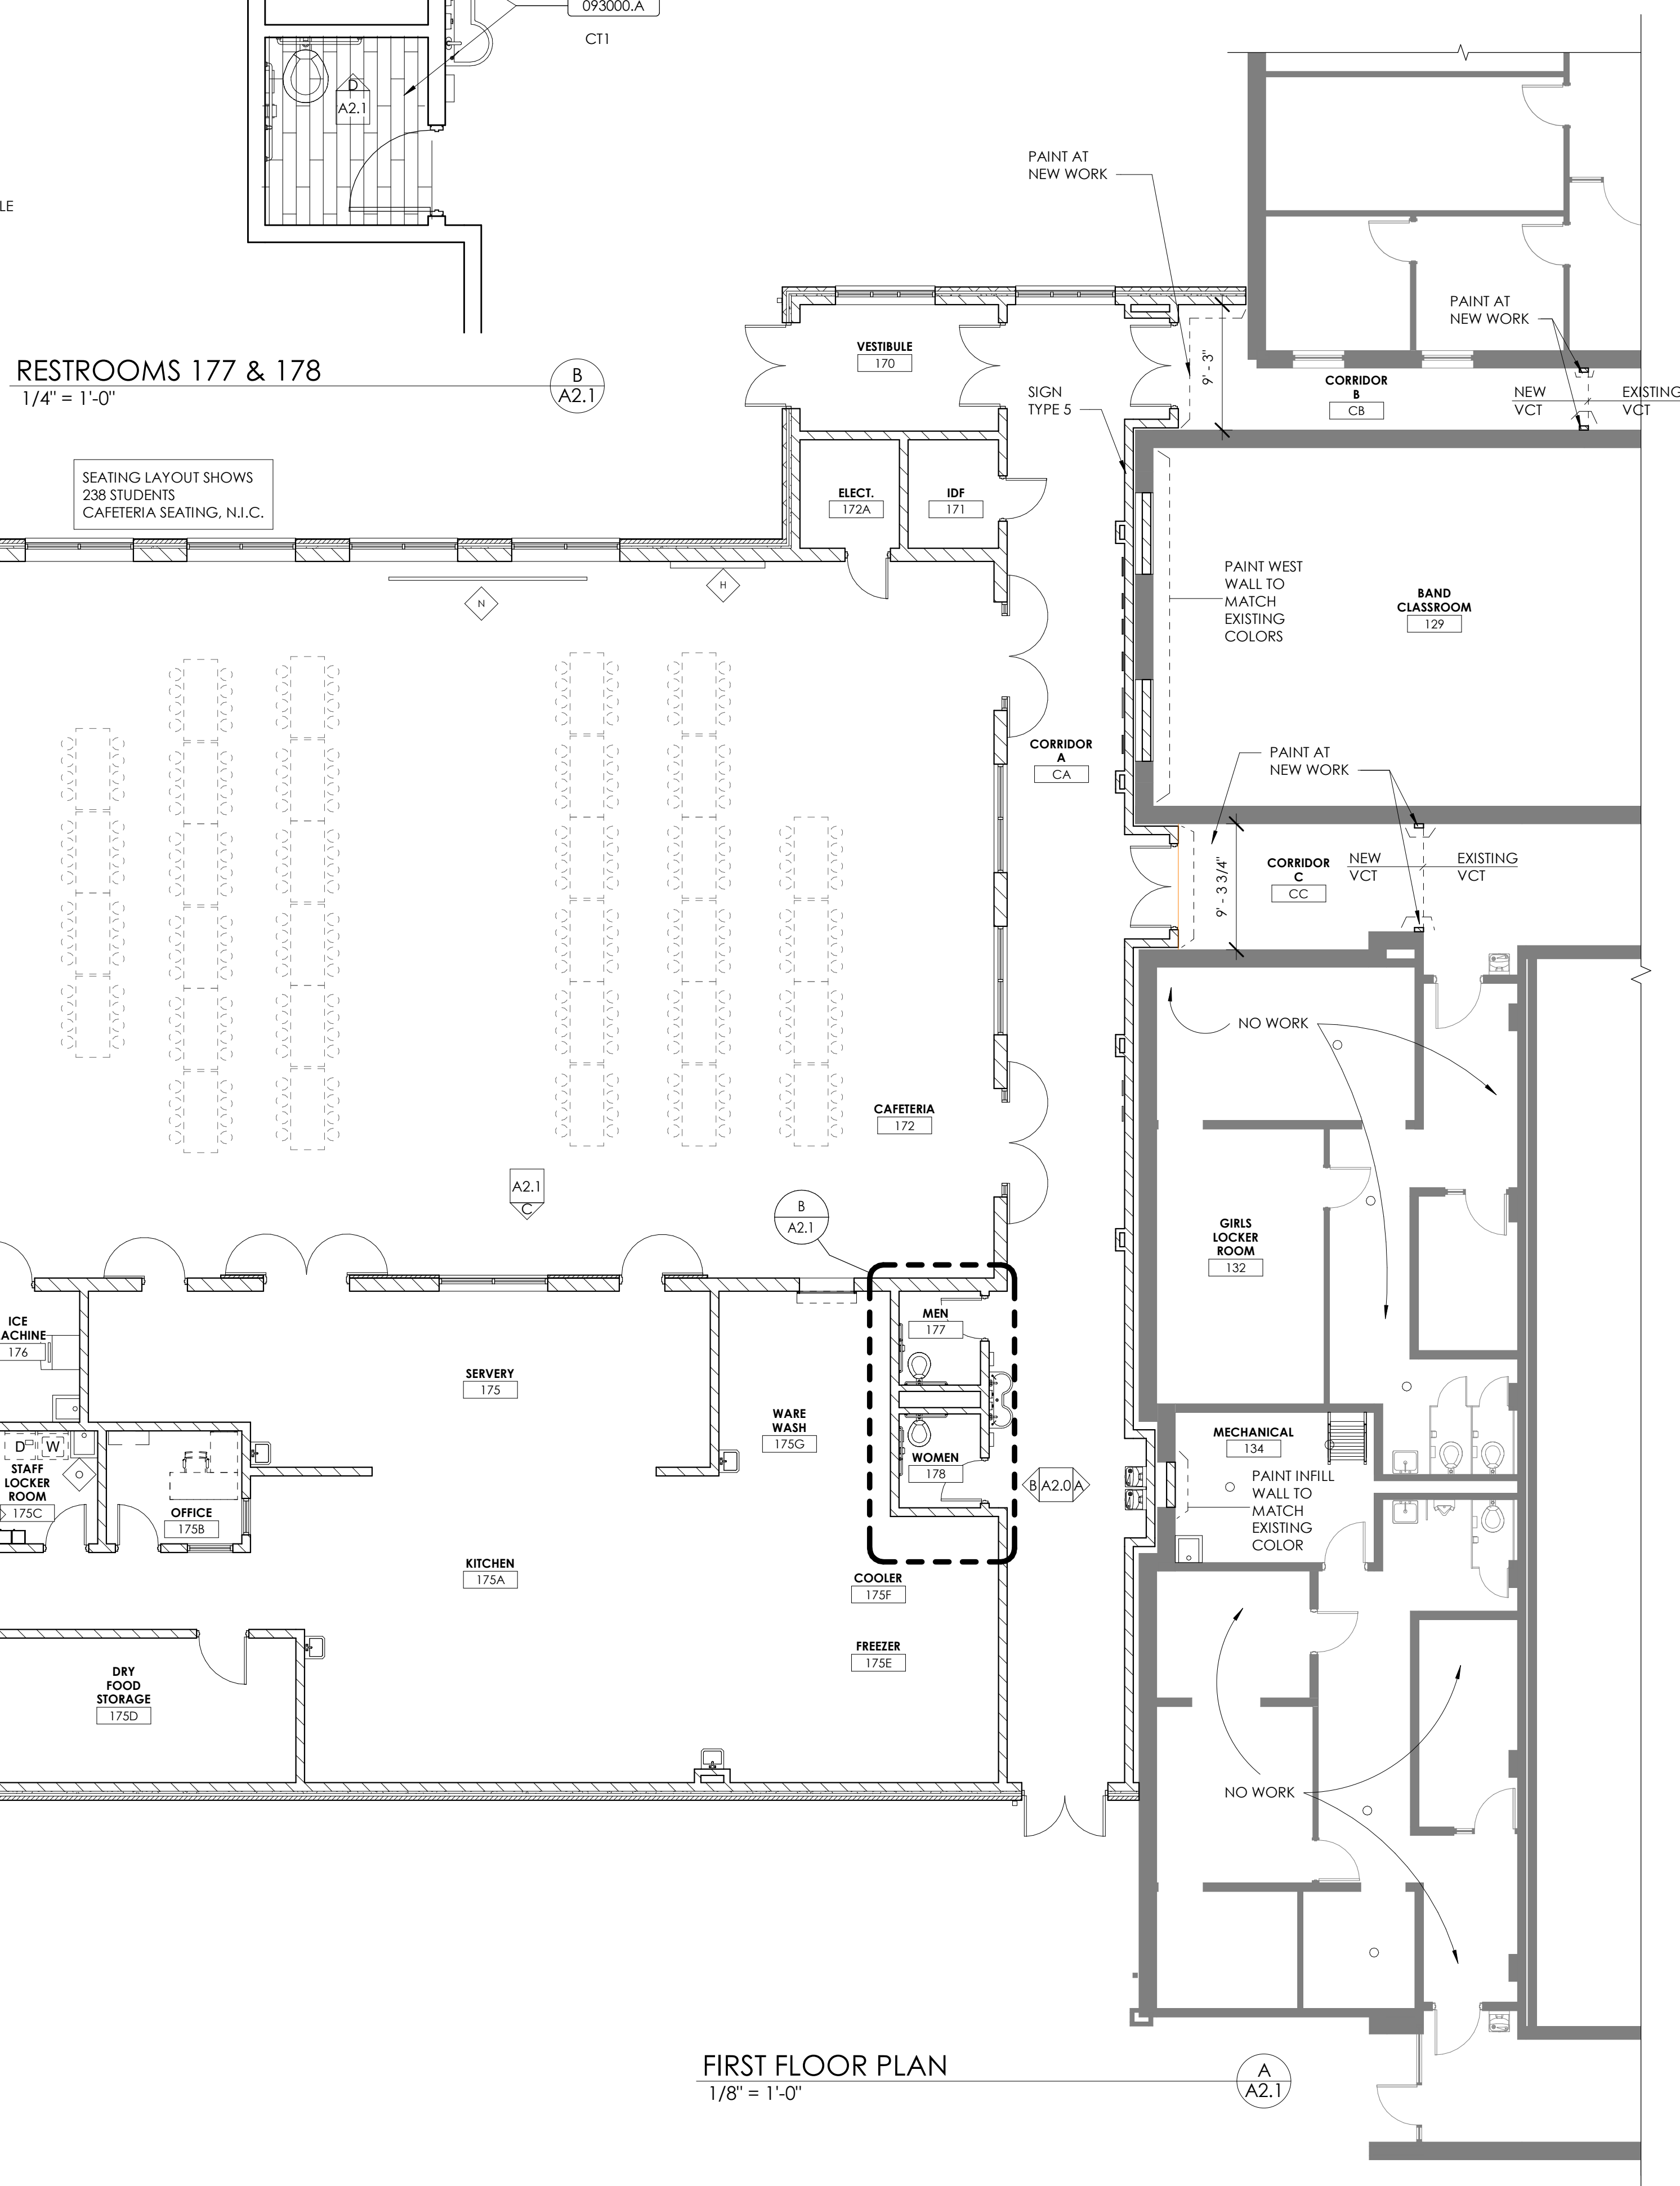 093000.A
CT1
D
A2.1
LE
RESTROOMS 177 & 178
1/4" = 1'-0"
B
A2.1
SEATING LAYOUT SHOWS
238 STUDENTS
CAFETERIA SEATING, N.I.C.
PAINT AT
NEW WORK
VESTIBULE
170
SIGN
TYPE 5
9' - 3"
PAINT AT
NEW WORK
CORRIDOR
B
CB
NEW
VCT
EXISTING
VCT
ELECT.
172A
IDF
171
N
H
PAINT WEST
WALL TO
MATCH
EXISTING
COLORS
BAND
CLASSROOM
129
CORRIDOR
A
CA
PAINT AT
NEW WORK
9' - 3 3/4"
CORRIDOR
C
CC
NEW
VCT
EXISTING
VCT
NO WORK
CAFETERIA
172
A2.1
C
B
A2.1
GIRLS
LOCKER
ROOM
132
ICE
ACHINE
176
SERVERY
175
WARE
WASH
175G
MEN
177
WOMEN
178
B
A2.0
A
MECHANICAL
134
PAINT INFILL
WALL TO
MATCH
EXISTING
COLOR
D
W
STAFF
LOCKER
ROOM
175C
OFFICE
175B
KITCHEN
175A
COOLER
175F
FREEZER
175E
DRY
FOOD
STORAGE
175D
NO WORK
FIRST FLOOR PLAN
1/8" = 1'-0"
A
A2.1